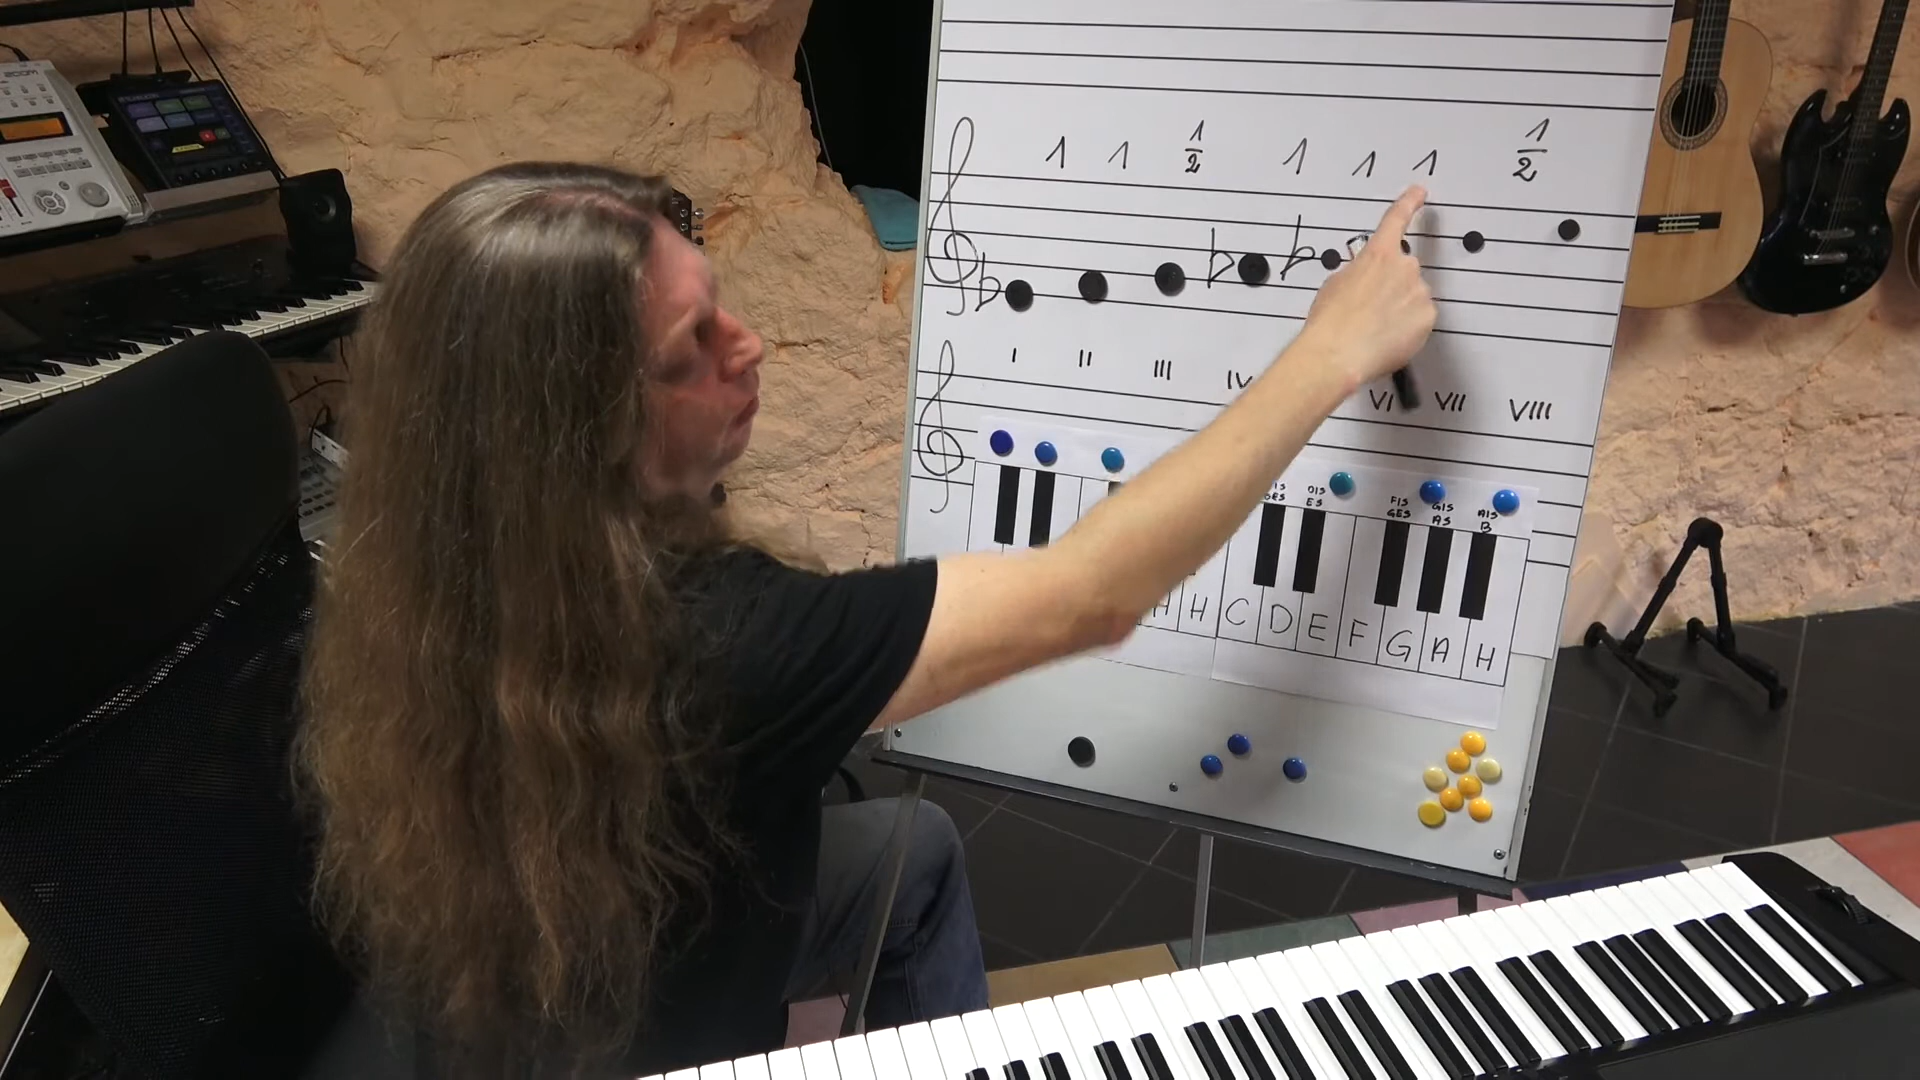 ZOOM
1 1 1/2 1 1 1 1/2
♭ ♭ ♭
I II III IV VI VII VIII
DIS ES FIS GES GIS AS AIS B
H H C D E F G A H